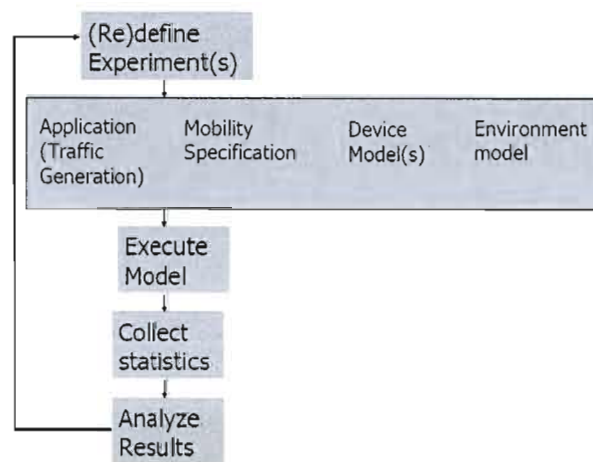 (Re)define
Experiment(s)
Application
(Traffic
Generation)
Mobility
Specification
Device
Model(s)
Environment
model
Execute
Model
Collect
statistics
Analyze
Results